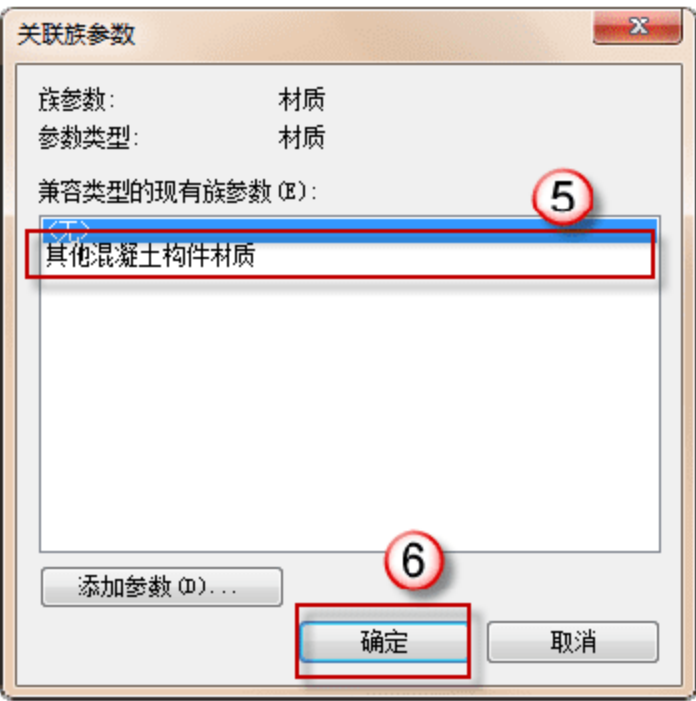 关联族参数
族参数: 材质
参数类型: 材质
兼容类型的现有族参数(E):
5
<无>
其他混凝土构件材质
6
添加参数(D)...
确定 取消